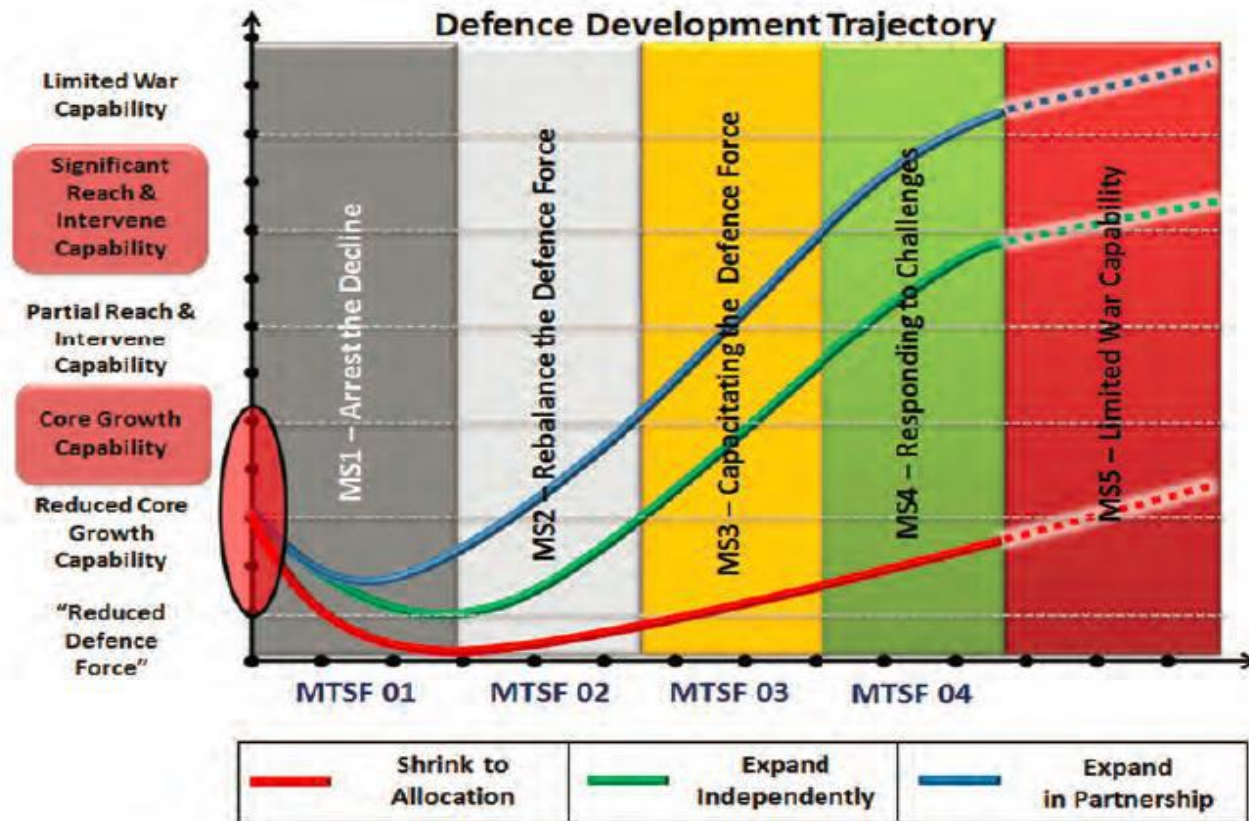 Defence Development Trajectory
Limited War
Capability
Significant
Reach &
Intervene
Capability
Partial Reach &
Intervene
Capability
Core Growth
Capability
Reduced Core
Growth
Capability
“Reduced
Defence
Force”
MS1 – Arrest the Decline
MS2 – Rebalance the Defence Force
MS3 – Capacitating the Defence Force
MS4 – Responding to Challenges
MS5 – Limited War Capability
MTSF 01
MTSF 02
MTSF 03
MTSF 04
Shrink to
Allocation
Expand
Independently
Expand
in Partnership